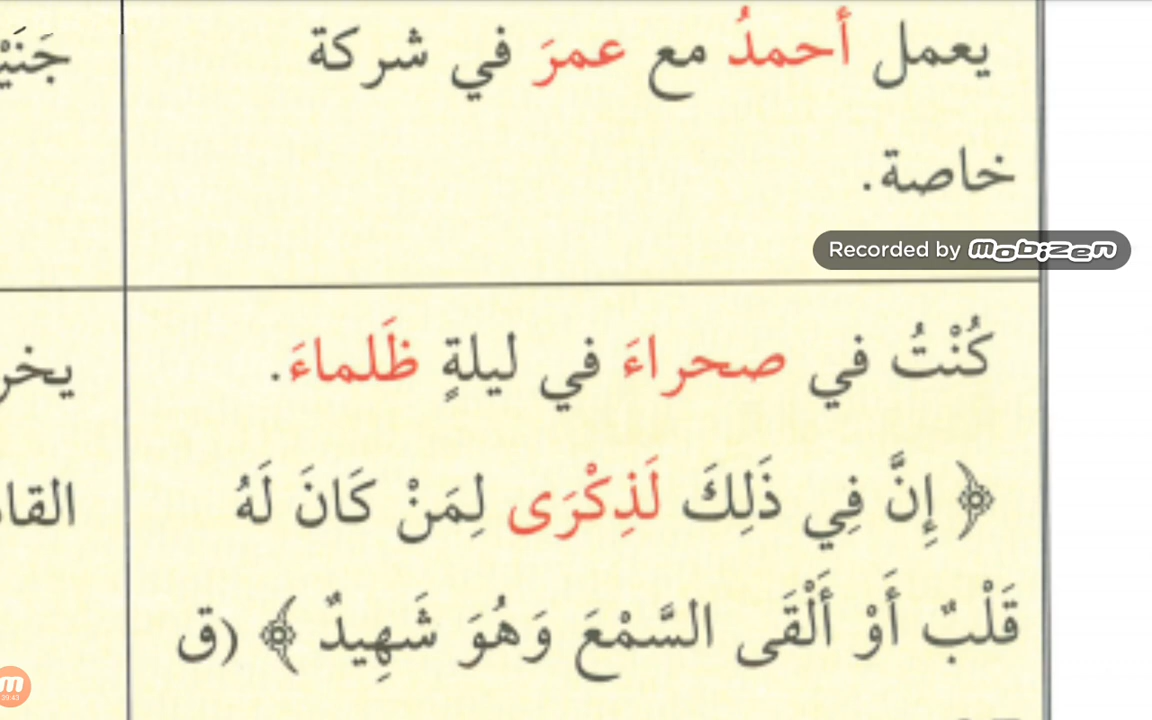 يعمل أحمدُ مع عمرَ في شركة
خاصة.
Recorded by mobizen
كُنْتُ في صحراءَ في ليلةٍ ظَلماءَ.
﴿ إِنَّ فِي ذَلِكَ لَذِكْرَى لِمَنْ كَانَ لَهُ
قَلْبٌ أَوْ أَلْقَى السَّمْعَ وَهُوَ شَهِيدٌ ﴾ (ق